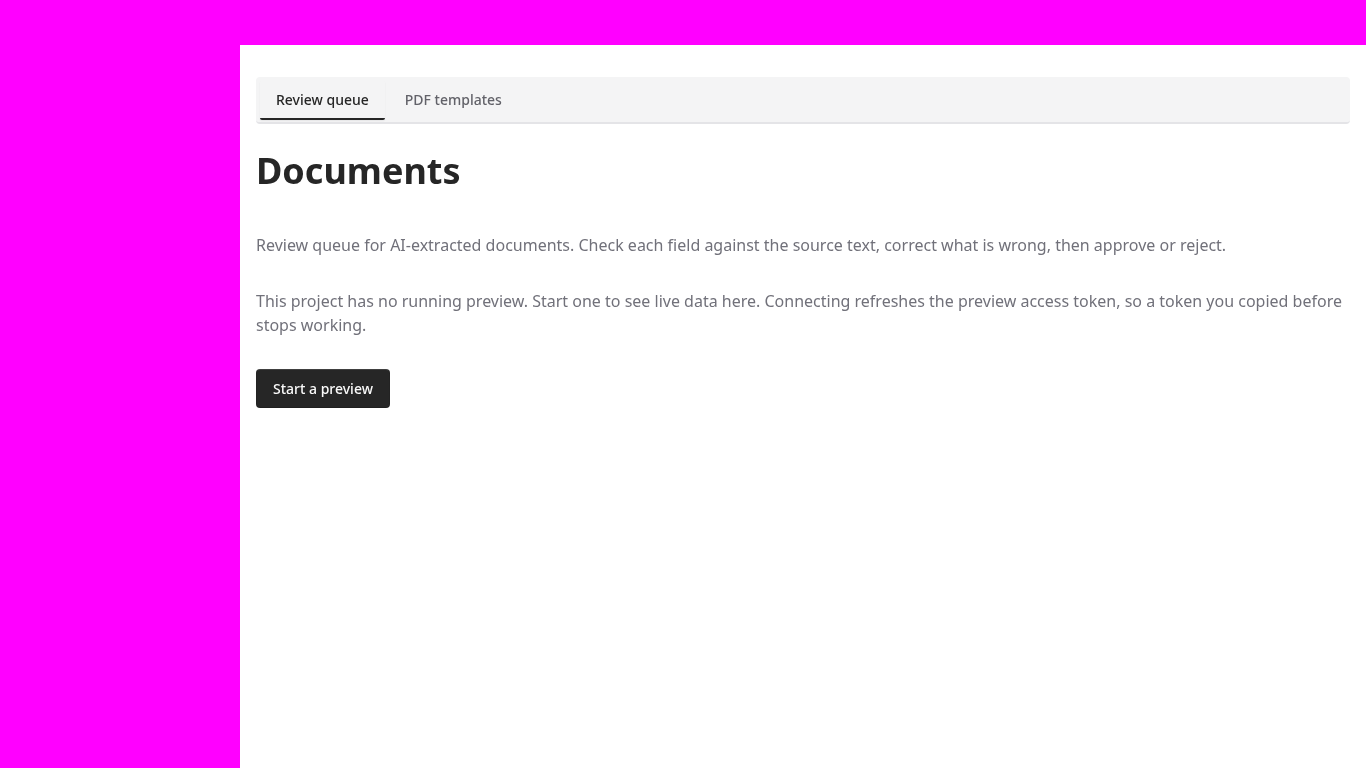 Review queue
PDF templates
Documents
Review queue for AI-extracted documents. Check each field against the source text, correct what is wrong, then approve or reject.
This project has no running preview. Start one to see live data here. Connecting refreshes the preview access token, so a token you copied before
stops working.
Start a preview